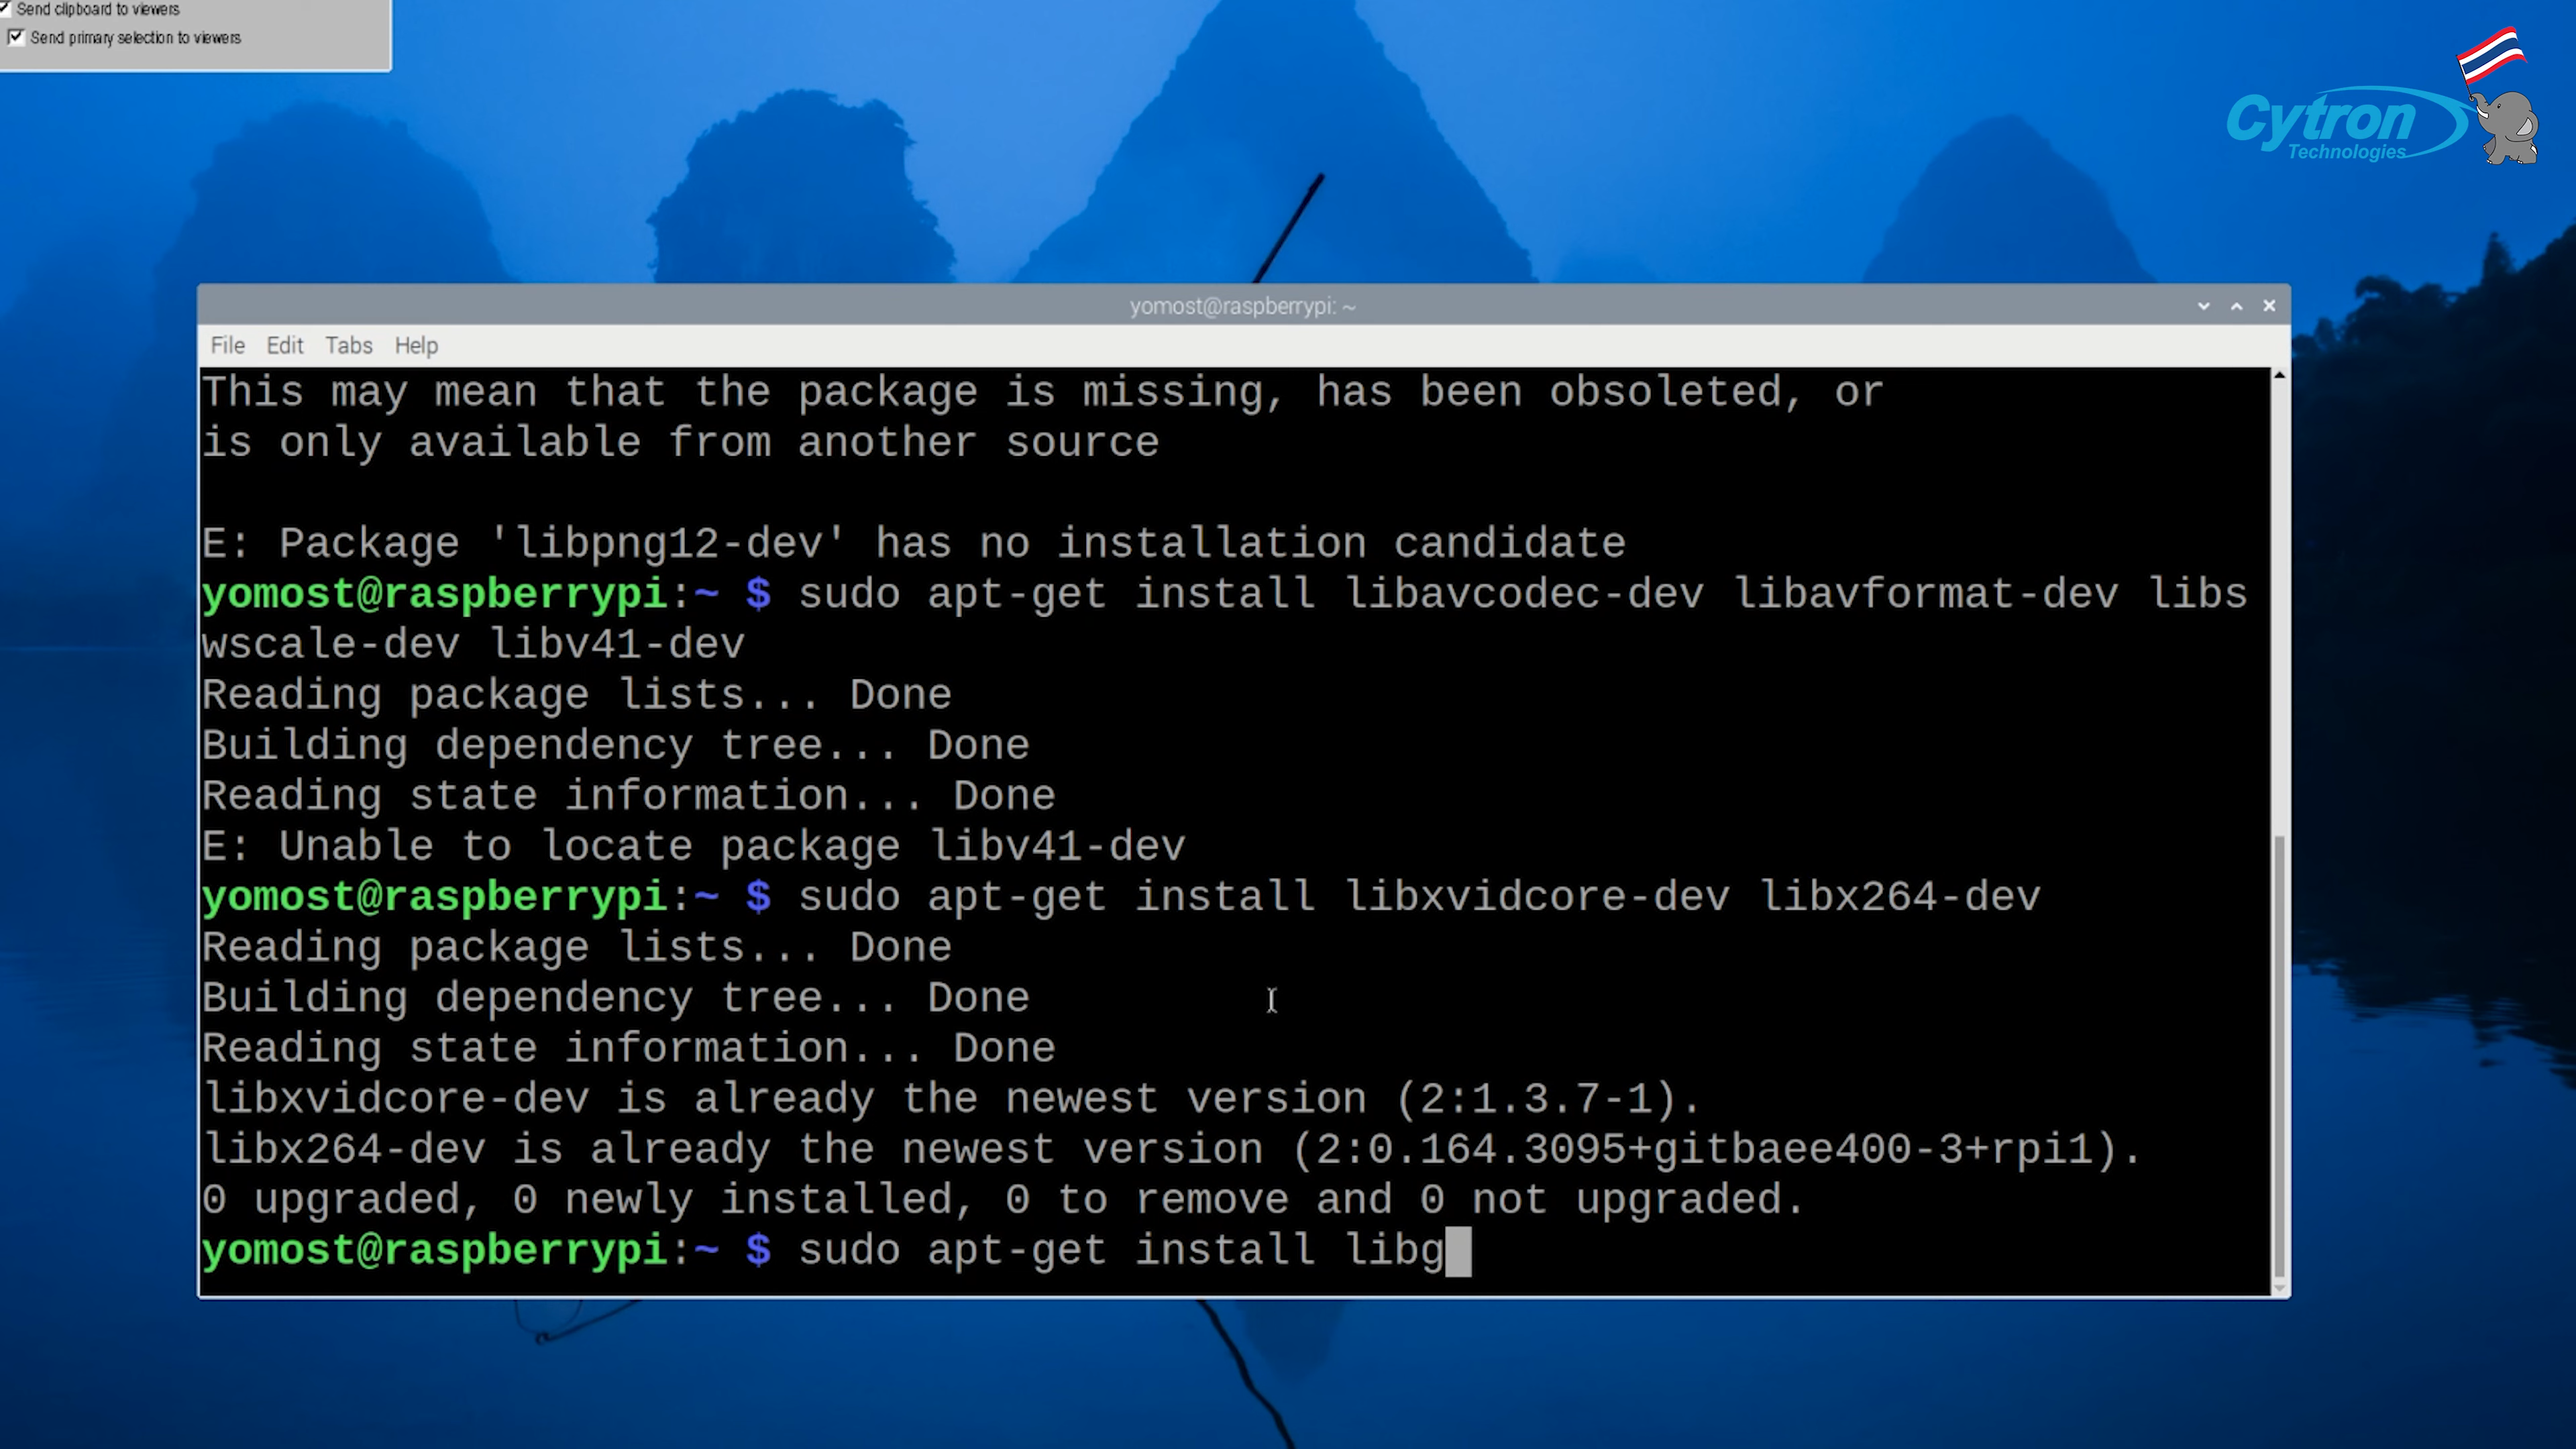 Send clipboard to viewers
Send primary selection to viewers
Cytron
Technologies
yomost@raspberrypi: ~
File Edit Tabs Help
This may mean that the package is missing, has been obsoleted, or
is only available from another source
E: Package 'libpng12-dev' has no installation candidate
yomost@raspberrypi:~ $ sudo apt-get install libavcodec-dev libavformat-dev libs
wscale-dev libv41-dev
Reading package lists... Done
Building dependency tree... Done
Reading state information... Done
E: Unable to locate package libv41-dev
yomost@raspberrypi:~ $ sudo apt-get install libxvidcore-dev libx264-dev
Reading package lists... Done
Building dependency tree... Done
Reading state information... Done
libxvidcore-dev is already the newest version (2:1.3.7-1).
libx264-dev is already the newest version (2:0.164.3095+gitbaee400-3+rpi1).
0 upgraded, 0 newly installed, 0 to remove and 0 not upgraded.
yomost@raspberrypi:~ $ sudo apt-get install libg